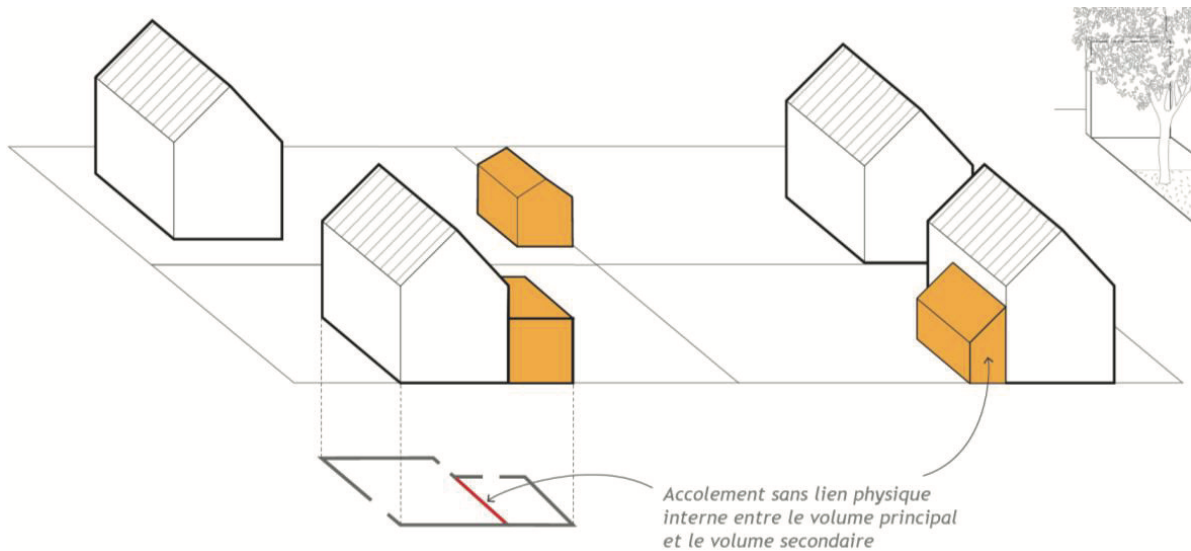 Accolement sans lien physique
interne entre le volume principal
et le volume secondaire